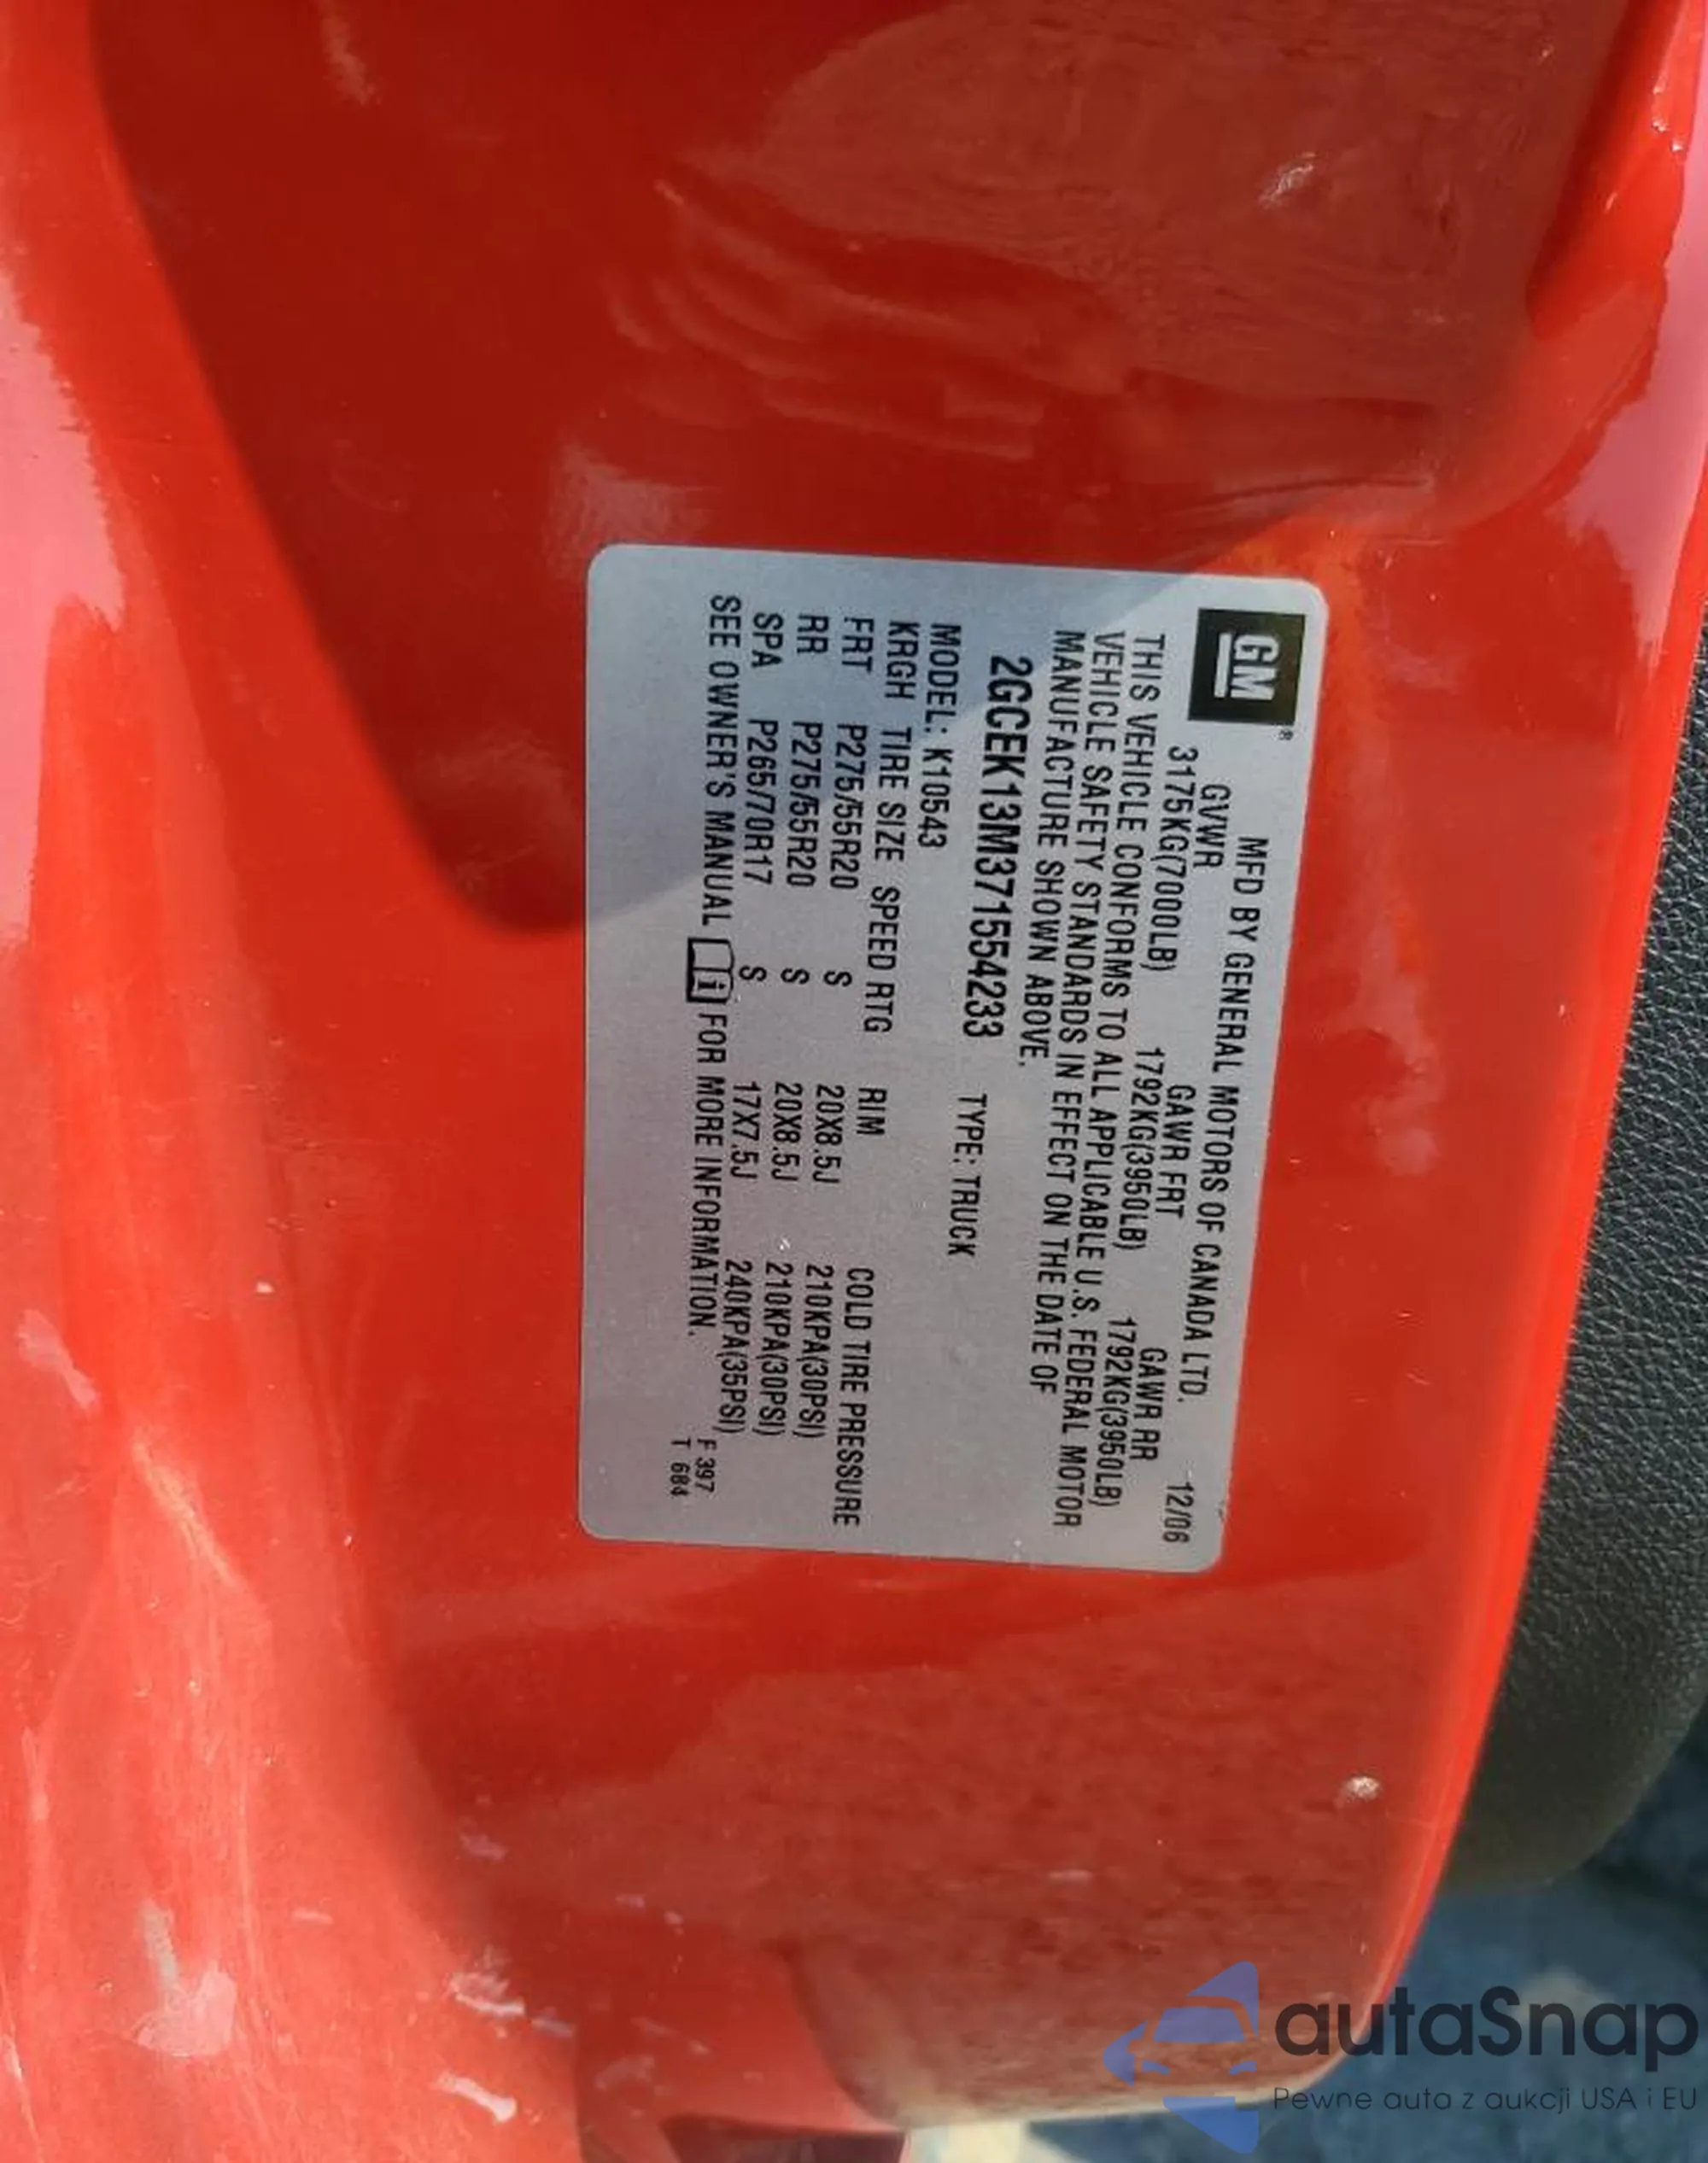 GM®
MFD BY GENERAL MOTORS OF CANADA LTD. 12/06
GVWR GAWR FRT GAWR RR
3175KG(7000LB) 1792KG(3950LB) 1792KG(3950LB)
THIS VEHICLE CONFORMS TO ALL APPLICABLE U.S. FEDERAL MOTOR
VEHICLE SAFETY STANDARDS IN EFFECT ON THE DATE OF
MANUFACTURE SHOWN ABOVE.
2GCEK13M371554233 TYPE: TRUCK
MODEL: K10543
KRGH TIRE SIZE SPEED RTG RIM COLD TIRE PRESSURE
FRT P275/55R20 S 20X8.5J 210KPA(30PSI)
RR P275/55R20 S 20X8.5J 210KPA(30PSI)
SPA P265/70R17 S 17X7.5J 240KPA(35PSI)
SEE OWNER'S MANUAL i FOR MORE INFORMATION.
F 397
T 684
autaSnap
Pewne auta z aukcji USA i EU